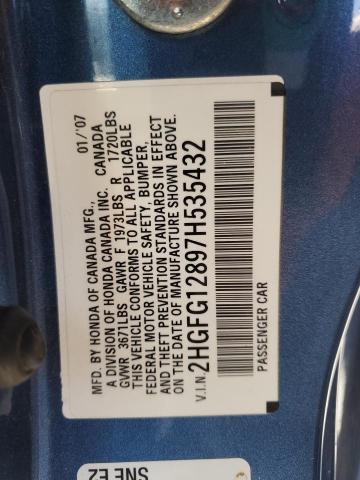 MFD. BY HONDA OF CANADA MFG., 01/'07
A DIVISION OF HONDA CANADA INC. CANADA
GVWR 3671LBS GAWR F 1973LBS R 1720LBS
THIS VEHICLE CONFORMS TO ALL APPLICABLE
FEDERAL MOTOR VEHICLE SAFETY, BUMPER,
AND THEFT PREVENTION STANDARDS IN EFFECT
ON THE DATE OF MANUFACTURE SHOWN ABOVE.
V.I.N. 2HGFG12897H535432
PASSENGER CAR
SNE E2